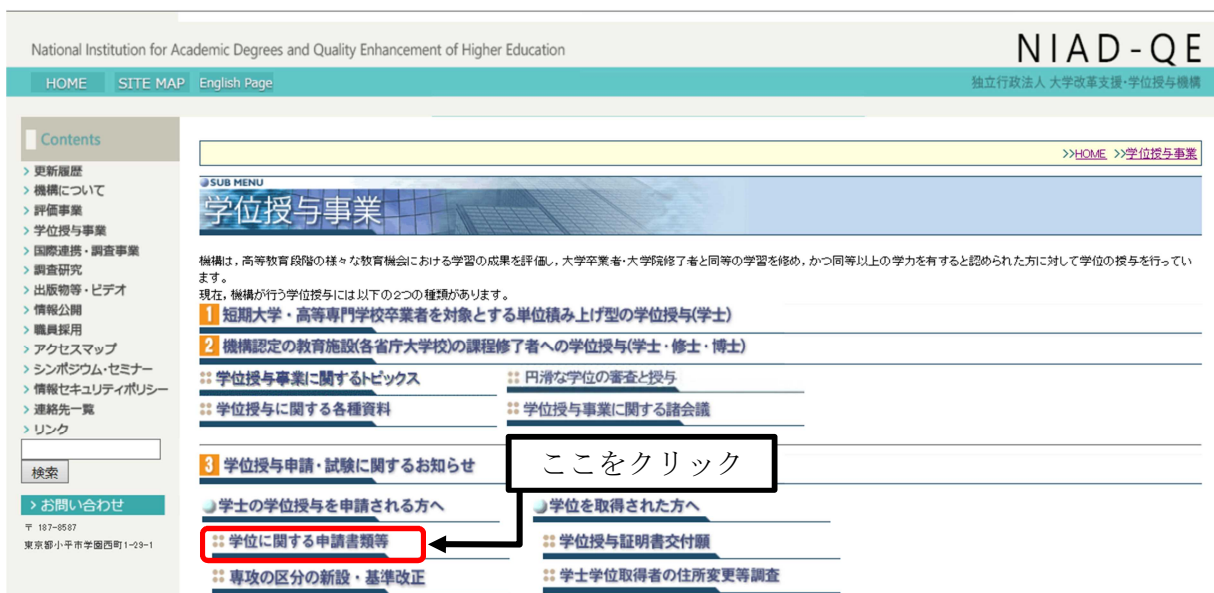 National Institution for Academic Degrees and Quality Enhancement of Higher Education
NIAD-QE
HOME SITE MAP English Page
独立行政法人 大学改革支援・学位授与機構
Contents
>>HOME >>学位授与事業
> 更新履歴
> 機構について
> 評価事業
> 学位授与事業
> 国際連携・調査事業
> 調査研究
> 出版物等・ビデオ
> 情報公開
> 職員採用
> アクセスマップ
> シンポジウム・セミナー
> 情報セキュリティポリシー
> 連絡先一覧
> リンク
検索
> お問い合わせ
〒 187-8587
東京都小平市学園西町1-29-1
SUB MENU
学位授与事業
機構は，高等教育段階の様々な教育機会における学習の成果を評価し，大学卒業者・大学院修了者と同等の学習を修め，かつ同等以上の学力を有すると認められた方に対して学位の授与を行ってい
ます。
現在，機構が行う学位授与には以下の2つの種類があります。
1 短期大学・高等専門学校卒業者を対象とする単位積み上げ型の学位授与(学士)
2 機構認定の教育施設(各省庁大学校)の課程修了者への学位授与(学士・修士・博士)
学位授与事業に関するトピックス
円滑な学位の審査と授与
学位授与に関する各種資料
学位授与事業に関する諸会議
3 学位授与申請・試験に関するお知らせ
ここをクリック
学士の学位授与を申請される方へ
学位を取得された方へ
学位に関する申請書類等
学位授与証明書交付願
専攻の区分の新設・基準改正
学士学位取得者の住所変更等調査